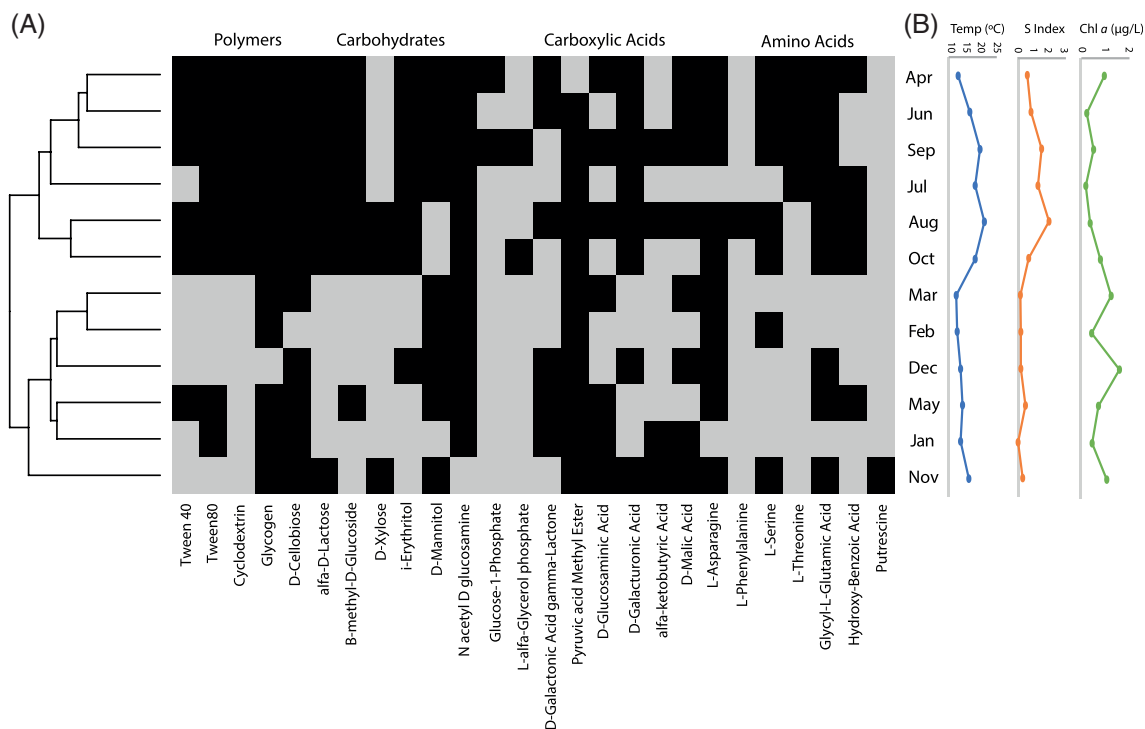 (A)
Polymers
Carbohydrates
Carboxylic Acids
Amino Acids
(B)
Temp (ºC)
S Index
Chl a (µg/L)
10
15
20
25
0
1
2
3
0
1
2
Apr
Jun
Sep
Jul
Aug
Oct
Mar
Feb
Dec
May
Jan
Nov
Tween 40
Tween80
Cyclodextrin
Glycogen
D-Cellobiose
alfa-D-Lactose
B-methyl-D-Glucoside
D-Xylose
i-Erythritol
D-Mannitol
N acetyl D glucosamine
Glucose-1-Phosphate
L-alfa-Glycerol phosphate
D-Galactonic Acid gamma-Lactone
Pyruvic acid Methyl Ester
D-Glucosaminic Acid
D-Galacturonic Acid
alfa-ketobutyric Acid
D-Malic Acid
L-Asparagine
L-Phenylalanine
L-Serine
L-Threonine
Glycyl-L-Glutamic Acid
Hydroxy-Benzoic Acid
Putrescine